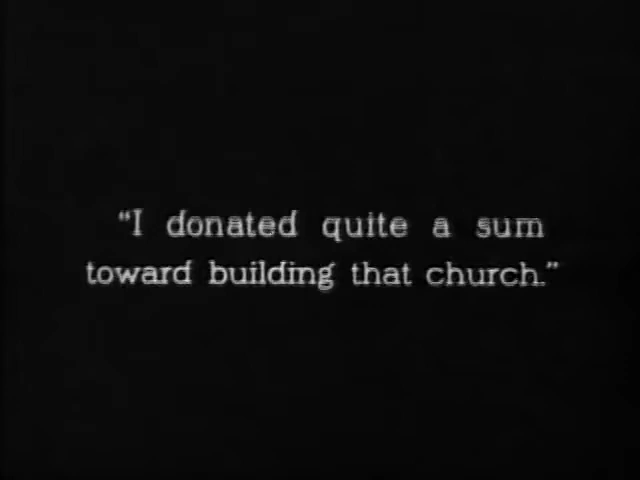 “I donated quite a sum
toward building that church.”